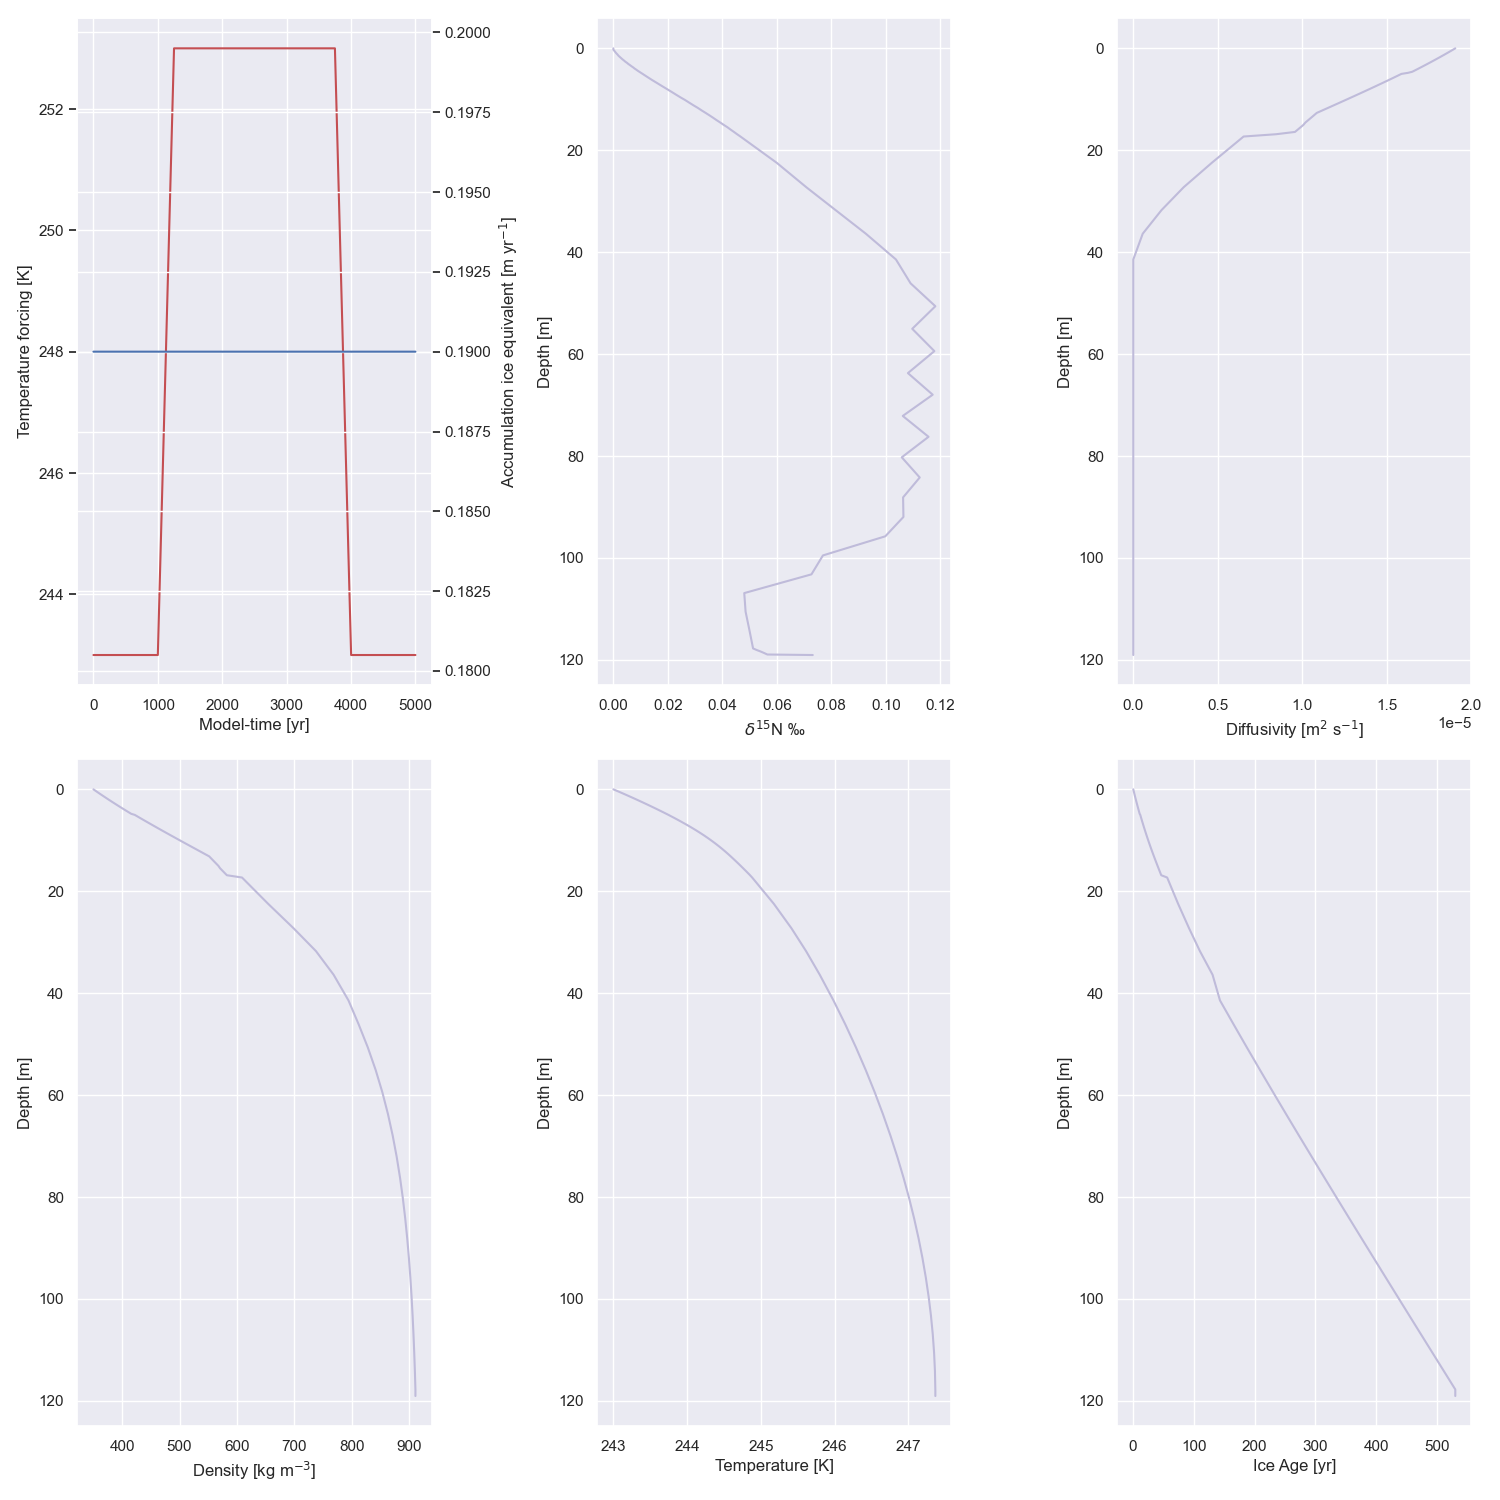 Temperature forcing [K]
252
250
248
246
244
0 1000 2000 3000 4000 5000
Model-time [yr]
0.2000
0.1975
0.1950
0.1925
0.1900
0.1875
0.1850
0.1825
0.1800
Accumulation ice equivalent [m yr⁻¹]
Depth [m]
0
20
40
60
80
100
120
0.00 0.02 0.04 0.06 0.08 0.10 0.12
δ¹⁵N ‰
Depth [m]
0
20
40
60
80
100
120
0.0 0.5 1.0 1.5 2.0
1e−5
Diffusivity [m² s⁻¹]
Depth [m]
0
20
40
60
80
100
120
400 500 600 700 800 900
Density [kg m⁻³]
Depth [m]
0
20
40
60
80
100
120
243 244 245 246 247
Temperature [K]
Depth [m]
0
20
40
60
80
100
120
0 100 200 300 400 500
Ice Age [yr]